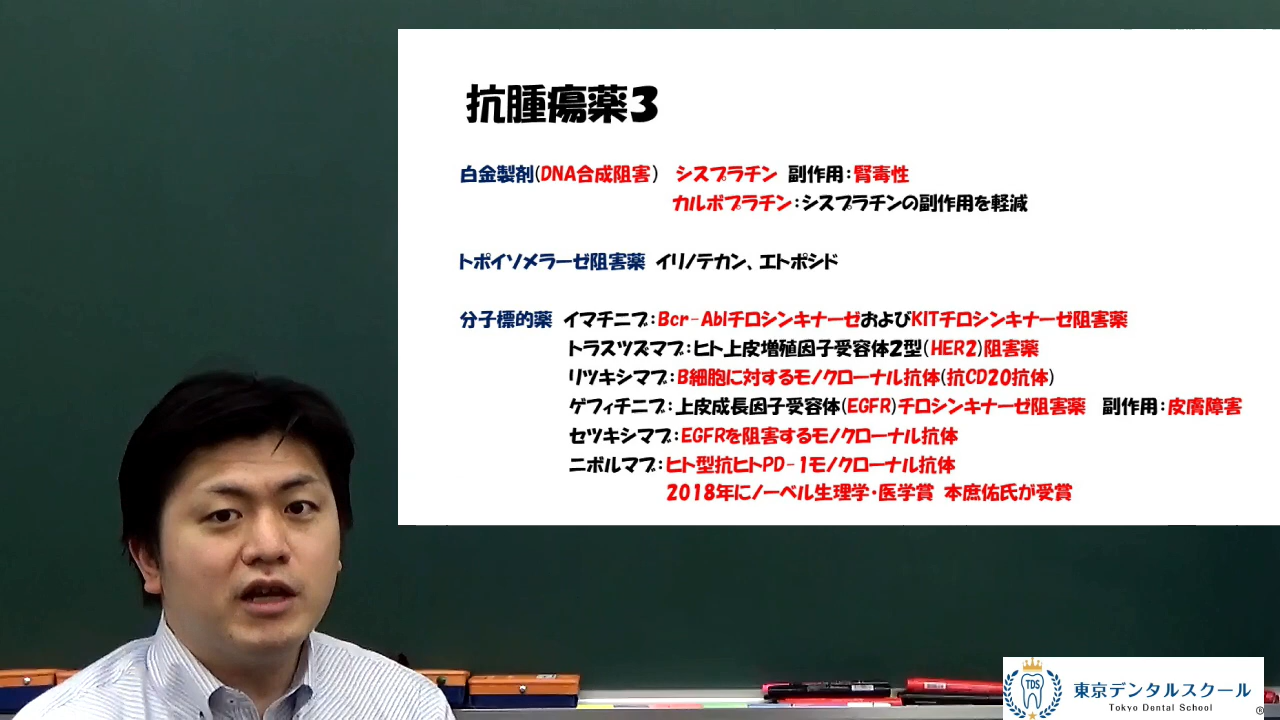 抗腫瘍薬3
白金製剤(DNA合成阻害) シスプラチン 副作用:腎毒性
カルボプラチン:シスプラチンの副作用を軽減
トポイソメラーゼ阻害薬 イリノテカン、エトポシド
分子標的薬 イマチニブ:Bcr-AblチロシンキナーゼおよびKITチロシンキナーゼ阻害薬
トラスツズマブ:ヒト上皮増殖因子受容体2型(HER2)阻害薬
リツキシマブ:B細胞に対するモノクローナル抗体(抗CD20抗体)
ゲフィチニブ:上皮成長因子受容体(EGFR)チロシンキナーゼ阻害薬 副作用:皮膚障害
セツキシマブ:EGFRを阻害するモノクローナル抗体
ニボルマブ:ヒト型抗ヒトPD-1モノクローナル抗体
2018年にノーベル生理学・医学賞 本庶佑氏が受賞
TDS 東京デンタルスクール
Tokyo Dental School ®